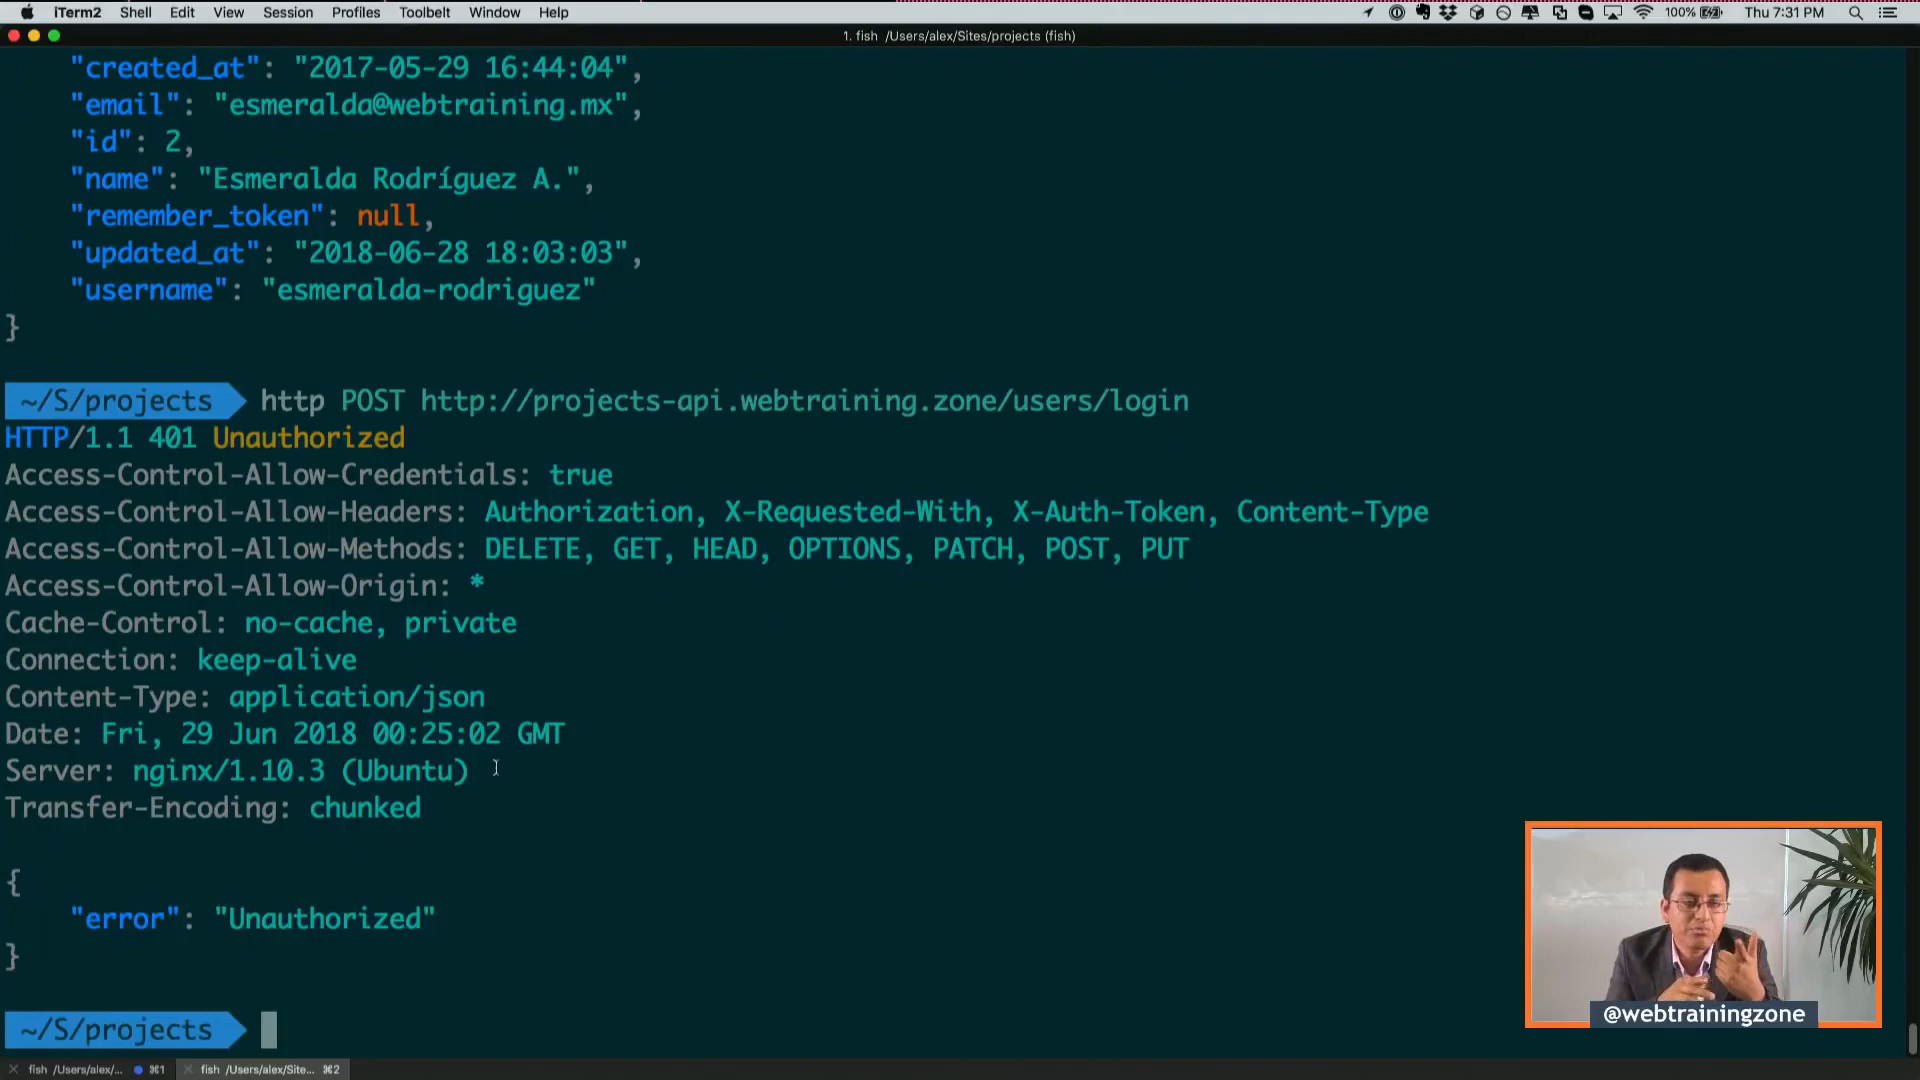 iTerm2 Shell Edit View Session Profiles Toolbelt Window Help 100% Thu 7:31 PM
1. fish /Users/alex/Sites/projects (fish)
"created_at": "2017-05-29 16:44:04",
"email": "esmeralda@webtraining.mx",
"id": 2,
"name": "Esmeralda Rodríguez A.",
"remember_token": null,
"updated_at": "2018-06-28 18:03:03",
"username": "esmeralda-rodriguez"
}
~/S/projects http POST http://projects-api.webtraining.zone/users/login
HTTP/1.1 401 Unauthorized
Access-Control-Allow-Credentials: true
Access-Control-Allow-Headers: Authorization, X-Requested-With, X-Auth-Token, Content-Type
Access-Control-Allow-Methods: DELETE, GET, HEAD, OPTIONS, PATCH, POST, PUT
Access-Control-Allow-Origin: *
Cache-Control: no-cache, private
Connection: keep-alive
Content-Type: application/json
Date: Fri, 29 Jun 2018 00:25:02 GMT
Server: nginx/1.10.3 (Ubuntu)
Transfer-Encoding: chunked
{
"error": "Unauthorized"
}
@webtrainingzone
~/S/projects
fish /Users/alex/... ⌘1 fish /Users/alex/Site... ⌘2